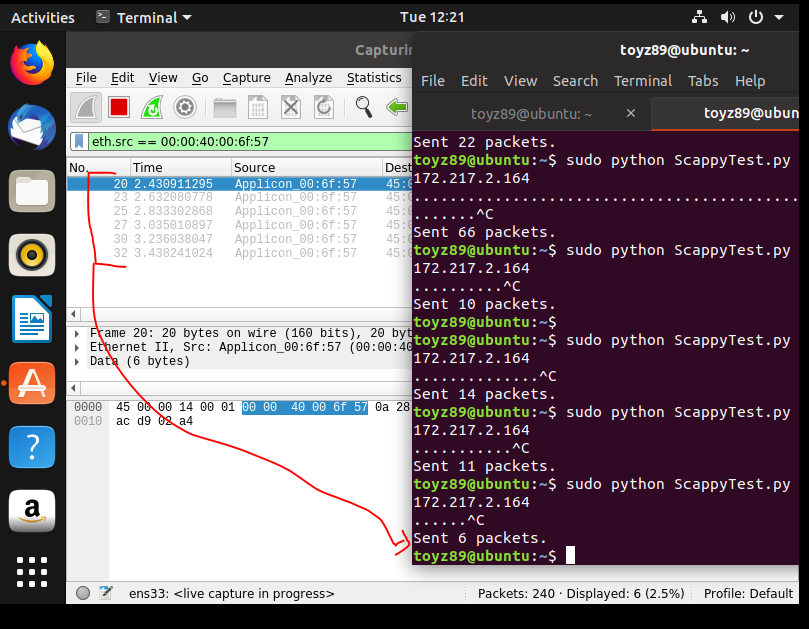 Activities Terminal Tue 12:21
Capturin
File Edit View Go Capture Analyze Statistics
eth.src == 00:00:40:00:6f:57
No. Time Source Dest
20 2.430911295 Applicon_00:6f:57 45:0
23 2.632080778 Applicon_00:6f:57 45:0
25 2.833302868 Applicon_00:6f:57 45:0
27 3.035010897 Applicon_00:6f:57 45:0
30 3.236038047 Applicon_00:6f:57 45:0
32 3.438241024 Applicon_00:6f:57 45:0
Frame 20: 20 bytes on wire (160 bits), 20 byt
Ethernet II, Src: Applicon_00:6f:57 (00:00:40
Data (6 bytes)
0000 45 00 00 14 00 01 00 00 40 00 6f 57 0a 28
0010 ac d9 02 a4
ens33: <live capture in progress> Packets: 240 · Displayed: 6 (2.5%) Profile: Default
toyz89@ubuntu: ~
File Edit View Search Terminal Tabs Help
toyz89@ubuntu: ~ × toyz89@ubun
Sent 22 packets.
toyz89@ubuntu:~$ sudo python ScappyTest.py
172.217.2.164
...........................................
.......^C
Sent 66 packets.
toyz89@ubuntu:~$ sudo python ScappyTest.py
172.217.2.164
..........^C
Sent 10 packets.
toyz89@ubuntu:~$
toyz89@ubuntu:~$ sudo python ScappyTest.py
172.217.2.164
..............^C
Sent 14 packets.
toyz89@ubuntu:~$ sudo python ScappyTest.py
172.217.2.164
...........^C
Sent 11 packets.
toyz89@ubuntu:~$ sudo python ScappyTest.py
172.217.2.164
......^C
Sent 6 packets.
toyz89@ubuntu:~$